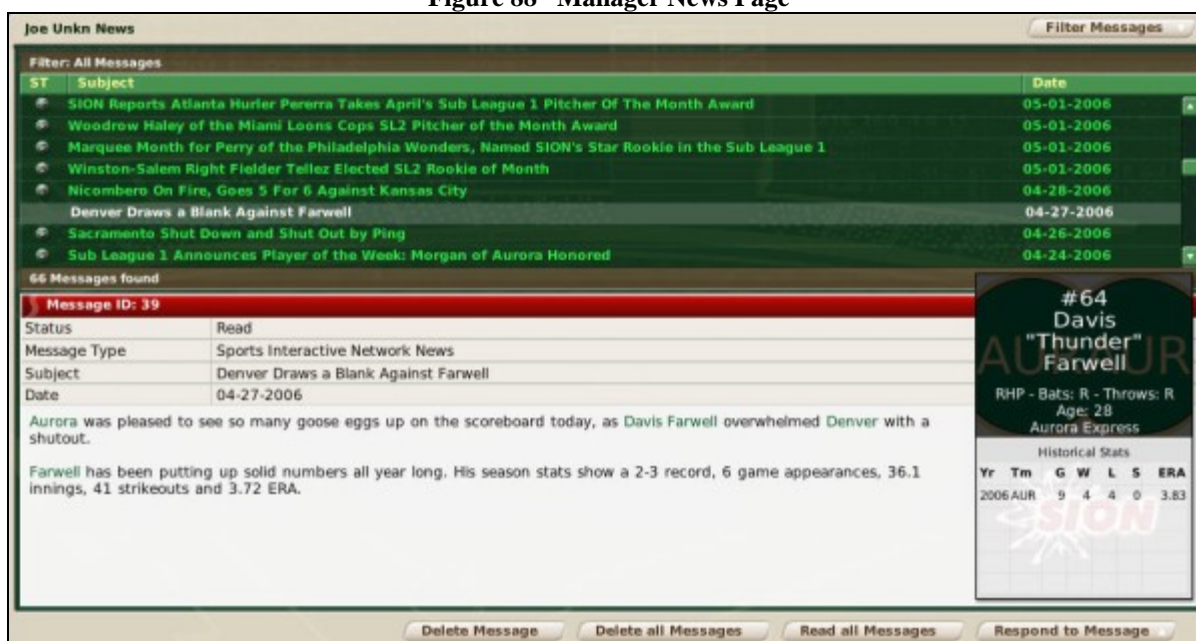 Figure 88 Manager News Page
Joe Unkn News
Filter Messages
Filter: All Messages
ST Subject Date
SION Reports Atlanta Hurler Pererra Takes April's Sub League 1 Pitcher Of The Month Award 05-01-2006
Woodrow Haley of the Miami Loons Cops SL2 Pitcher of the Month Award 05-01-2006
Marquee Month for Perry of the Philadelphia Wonders, Named SION's Star Rookie in the Sub League 1 05-01-2006
Winston-Salem Right Fielder Tellez Elected SL2 Rookie of Month 05-01-2006
Nicombero On Fire, Goes 5 For 6 Against Kansas City 04-28-2006
Denver Draws a Blank Against Farwell 04-27-2006
Sacramento Shut Down and Shut Out by Ping 04-26-2006
Sub League 1 Announces Player of the Week: Morgan of Aurora Honored 04-24-2006
66 Messages found
Message ID: 39
Status Read
Message Type Sports Interactive Network News
Subject Denver Draws a Blank Against Farwell
Date 04-27-2006
Aurora was pleased to see so many goose eggs up on the scoreboard today, as Davis Farwell overwhelmed Denver with a
shutout.
Farwell has been putting up solid numbers all year long. His season stats show a 2-3 record, 6 game appearances, 36.1
innings, 41 strikeouts and 3.72 ERA.
#64
Davis
"Thunder"
Farwell
RHP - Bats: R - Throws: R
Age: 28
Aurora Express
Historical Stats
Yr Tm G W L S ERA
2006 AUR 9 4 4 0 3.83
SION
Delete Message
Delete all Messages
Read all Messages
Respond to Message